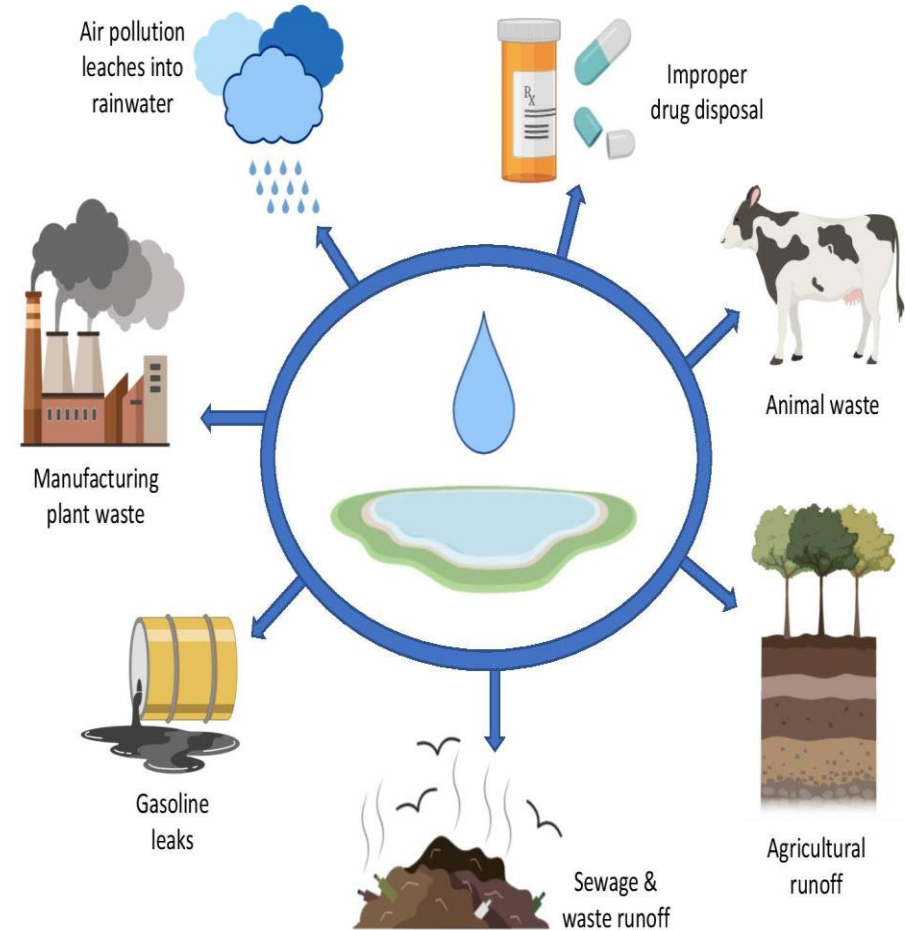 Air pollution
leaches into
rainwater
Rx
Improper
drug disposal
Animal waste
Manufacturing
plant waste
Gasoline
leaks
Sewage &
waste runoff
Agricultural
runoff